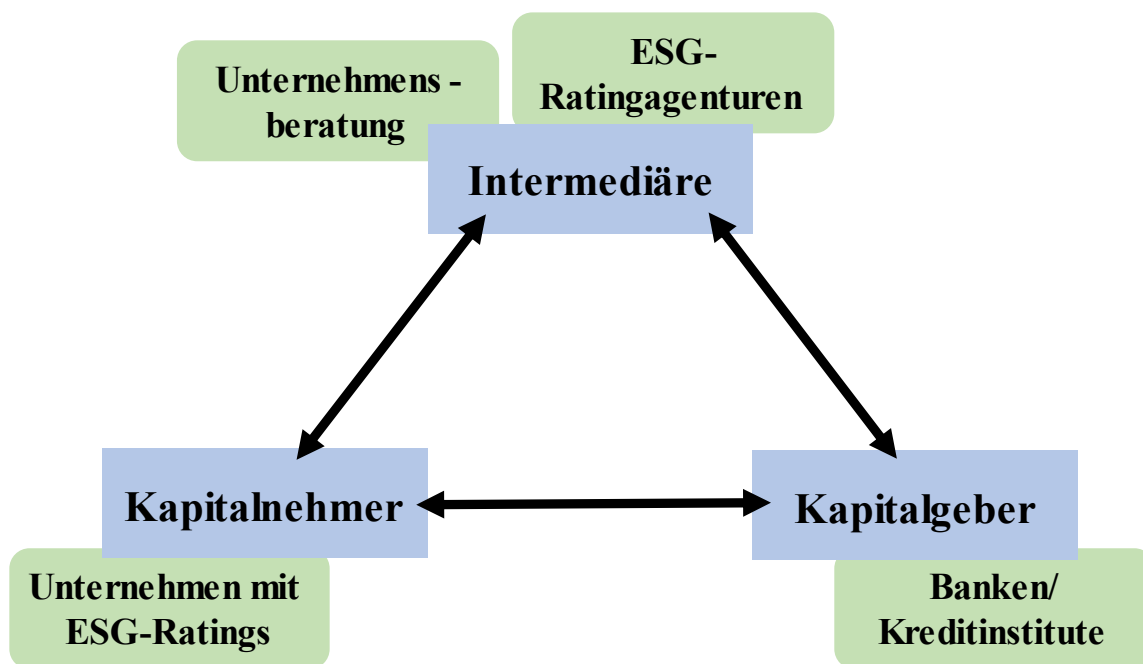 Unternehmens -
beratung
ESG-
Ratingagenturen
Intermediäre
Kapitalnehmer
Kapitalgeber
Unternehmen mit
ESG-Ratings
Banken/
Kreditinstitute